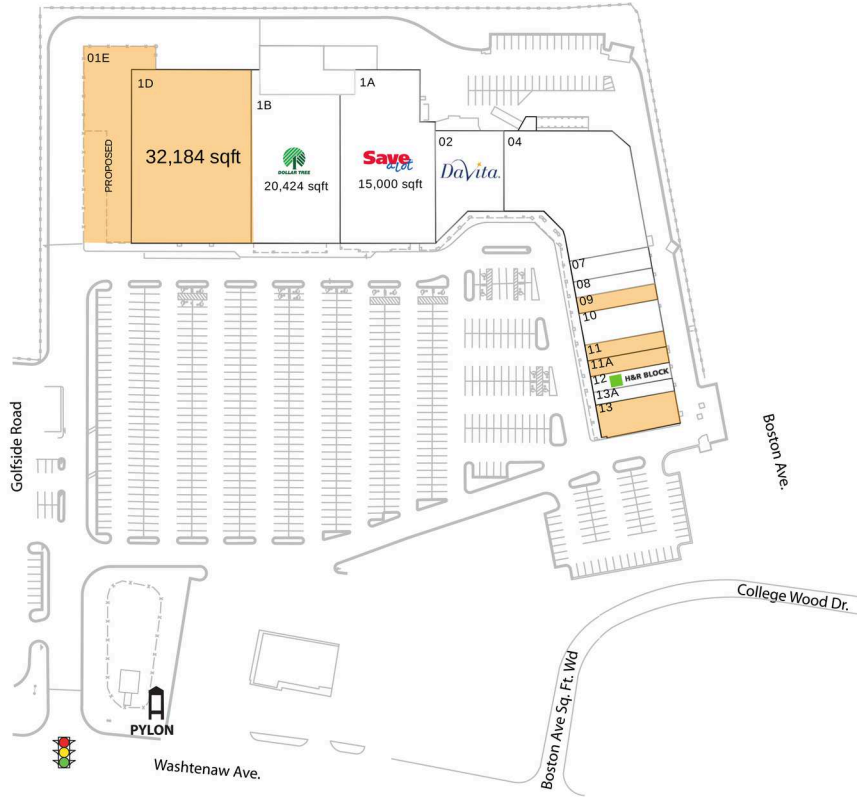 01E
1D
1A
1B
PROPOSED
32,184 sqft
DOLLAR TREE
20,424 sqft
Save
a lot
15,000 sqft
02
DaVita.
04
07
08
09
10
11
11A
12 H&R BLOCK
13A
13
Golfside Road
Boston Ave.
College Wood Dr.
Boston Ave Sq. Ft. Wd
PYLON
Washtenaw Ave.